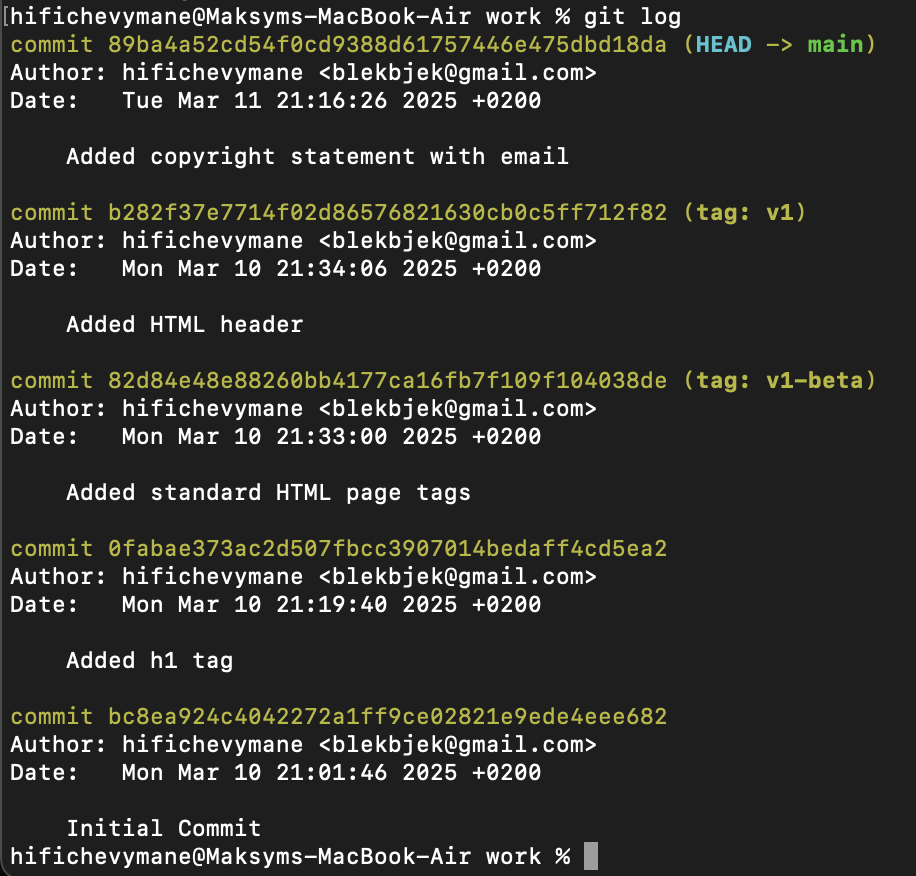 [hifichevymane@Maksyms-MacBook-Air work % git log
commit 89ba4a52cd54f0cd9388d61757446e475dbd18da (HEAD -> main)
Author: hifichevymane <blekbjek@gmail.com>
Date:   Tue Mar 11 21:16:26 2025 +0200
    Added copyright statement with email
commit b282f37e7714f02d86576821630cb0c5ff712f82 (tag: v1)
Author: hifichevymane <blekbjek@gmail.com>
Date:   Mon Mar 10 21:34:06 2025 +0200
    Added HTML header
commit 82d84e48e88260bb4177ca16fb7f109f104038de (tag: v1-beta)
Author: hifichevymane <blekbjek@gmail.com>
Date:   Mon Mar 10 21:33:00 2025 +0200
    Added standard HTML page tags
commit 0fabae373ac2d507fbcc3907014bedaff4cd5ea2
Author: hifichevymane <blekbjek@gmail.com>
Date:   Mon Mar 10 21:19:40 2025 +0200
    Added h1 tag
commit bc8ea924c4042272a1ff9ce02821e9ede4eee682
Author: hifichevymane <blekbjek@gmail.com>
Date:   Mon Mar 10 21:01:46 2025 +0200
    Initial Commit
hifichevymane@Maksyms-MacBook-Air work %